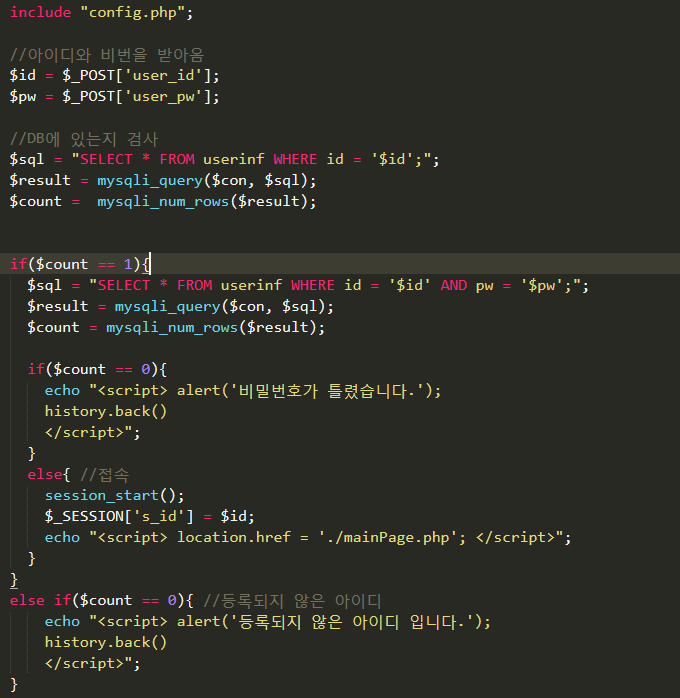 include "config.php";
//아이디와 비번을 받아옴
$id = $_POST['user_id'];
$pw = $_POST['user_pw'];
//DB에 있는지 검사
$sql = "SELECT * FROM userinf WHERE id = '$id';";
$result = mysqli_query($con, $sql);
$count =  mysqli_num_rows($result);
if($count == 1){
  $sql = "SELECT * FROM userinf WHERE id = '$id' AND pw = '$pw';";
  $result = mysqli_query($con, $sql);
  $count = mysqli_num_rows($result);
  if($count == 0){
    echo "<script> alert('비밀번호가 틀렸습니다.');
    history.back()
    </script>";
  }
  else{ //접속
    session_start();
    $_SESSION['s_id'] = $id;
    echo "<script> location.href = './mainPage.php'; </script>";
  }
}
else if($count == 0){ //등록되지 않은 아이디
    echo "<script> alert('등록되지 않은 아이디 입니다.');
    history.back()
    </script>";
}